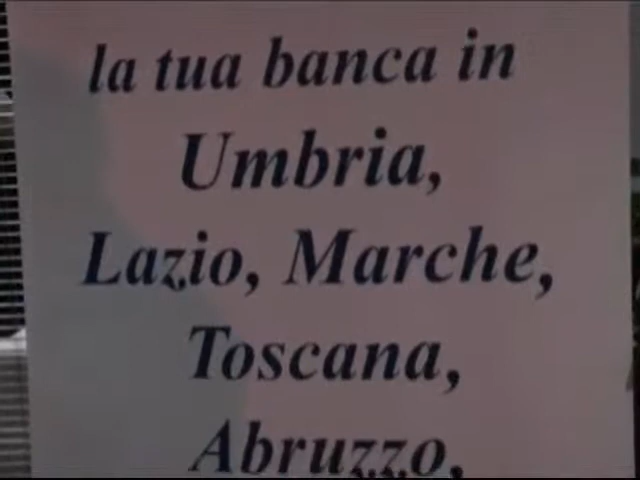 la tua banca in
Umbria,
Lazio, Marche,
Toscana,
Abruzzo,